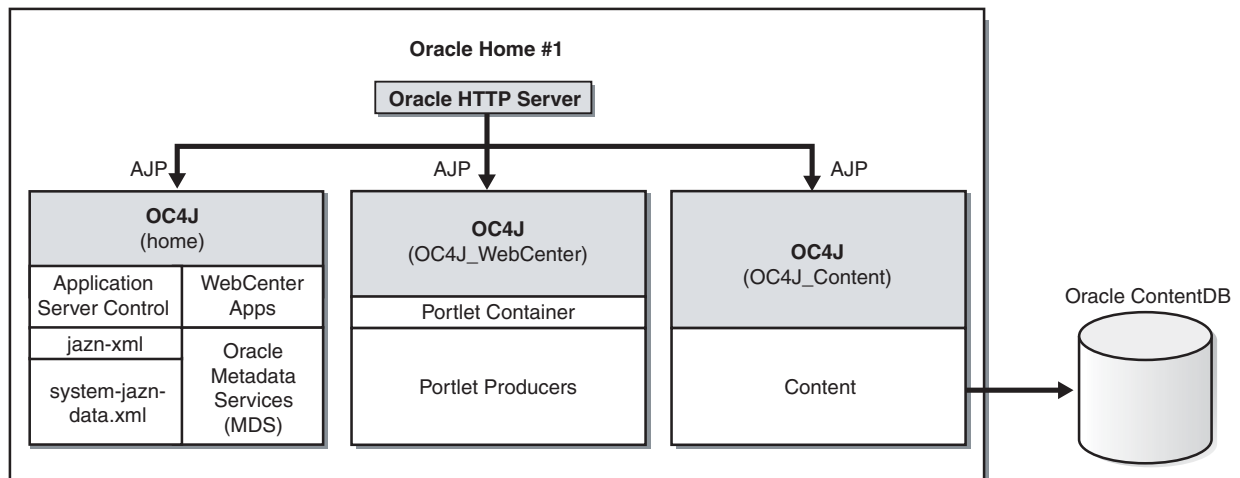 Oracle Home #1
Oracle HTTP Server
AJP
AJP
AJP
OC4J
(home)
Application
Server Control
WebCenter
Apps
jazn-xml
system-jazn-
data.xml
Oracle
Metadata
Services
(MDS)
OC4J
(OC4J_WebCenter)
Portlet Container
Portlet Producers
OC4J
(OC4J_Content)
Content
Oracle ContentDB